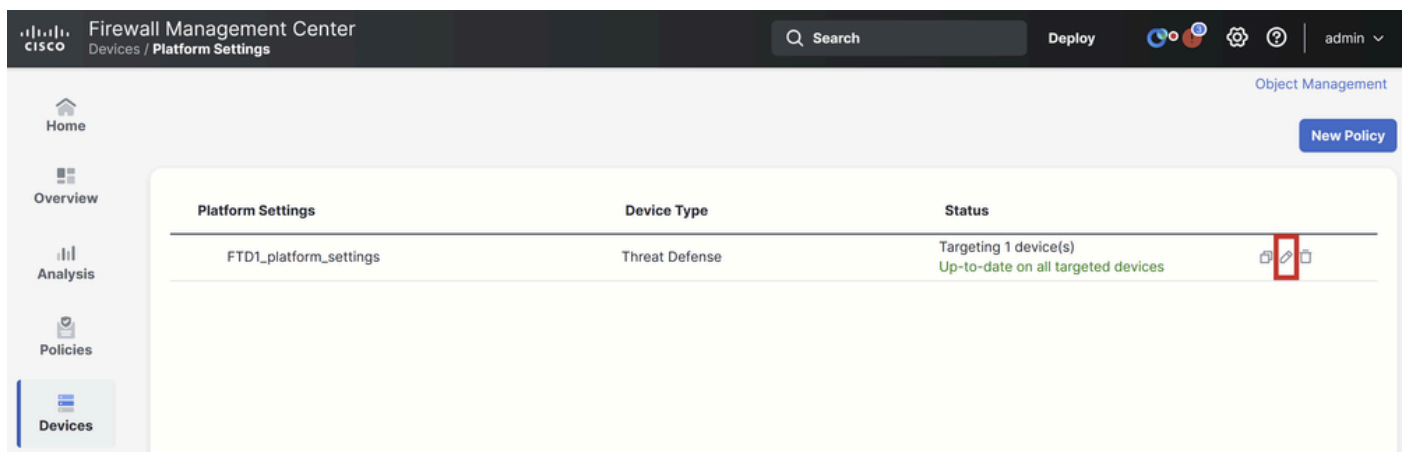 CISCO
Firewall Management Center
Devices / Platform Settings
Search
Deploy
3
admin
Object Management
New Policy
Home
Overview
Analysis
Policies
Devices
Platform Settings Device Type Status
FTD1_platform_settings Threat Defense Targeting 1 device(s)
Up-to-date on all targeted devices